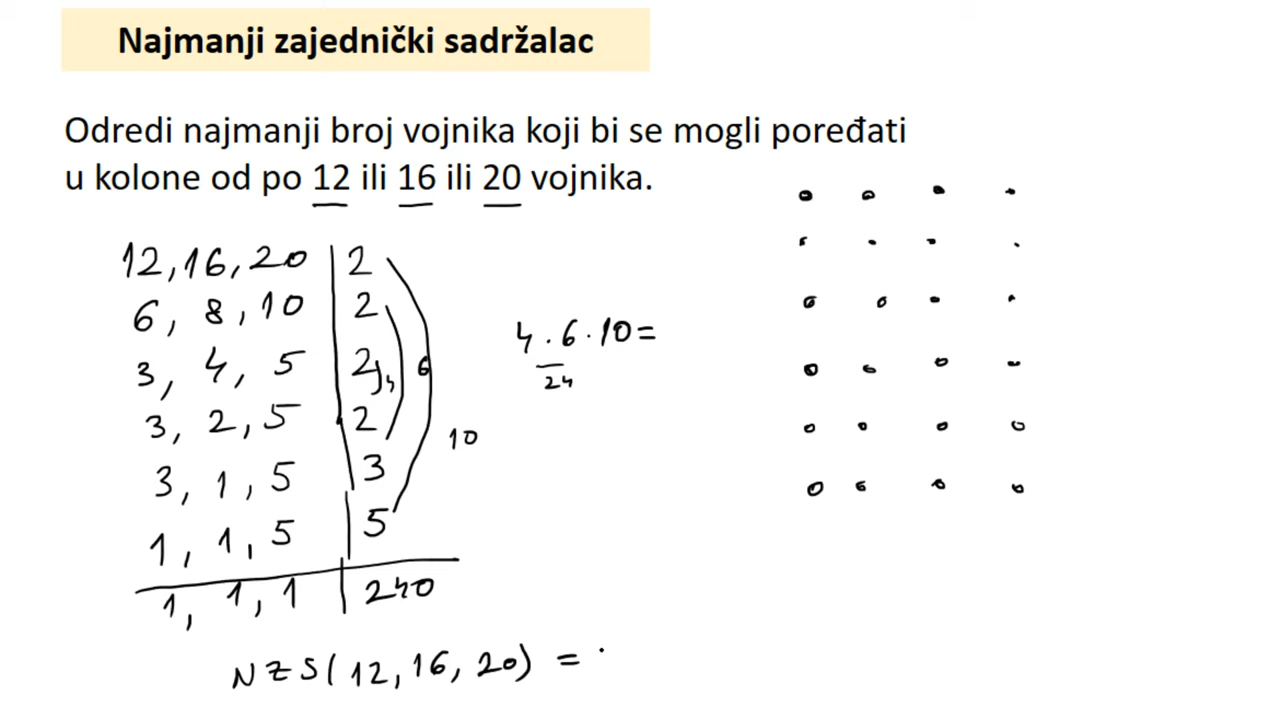 Najmanji zajednički sadržalac
Odredi najmanji broj vojnika koji bi se mogli poređati
u kolone od po 12 ili 16 ili 20 vojnika.
12, 16, 20 | 2
6, 8, 10 | 2
3, 4, 5 | 2 4 6
3, 2, 5 | 2
10
3, 1, 5 | 3
1, 1, 5 | 5
1, 1, 1 | 240
4 · 6 · 10 =
24
NZS(12, 16, 20) =